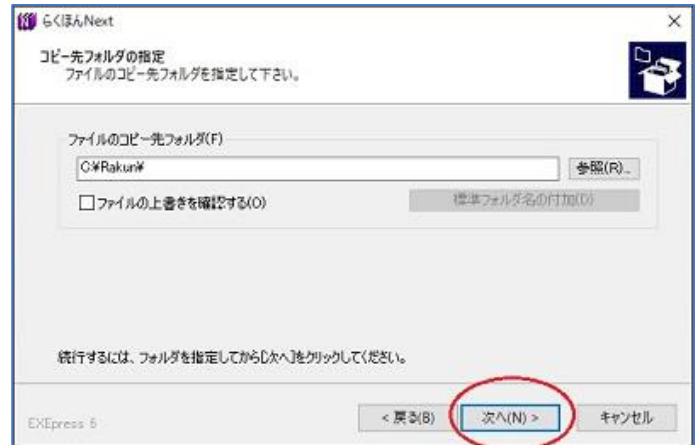 らくほんNext
コピー先フォルダの指定
ファイルのコピー先フォルダを指定して下さい。
ファイルのコピー先フォルダ(F)
C:¥Rakun¥
参照(R)...
ファイルの上書きを確認する(O)
標準フォルダ名の付加(D)
続行するには、フォルダを指定してから[次へ]をクリックしてください。
EXEpress 6
< 戻る(B)
次へ(N) >
キャンセル